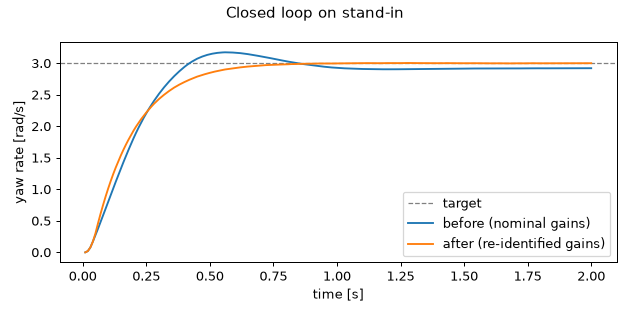 Closed loop on stand-in
yaw rate [rad/s]
3.0
2.5
2.0
1.5
1.0
0.5
0.0
target
before (nominal gains)
after (re-identified gains)
0.00 0.25 0.50 0.75 1.00 1.25 1.50 1.75 2.00
time [s]